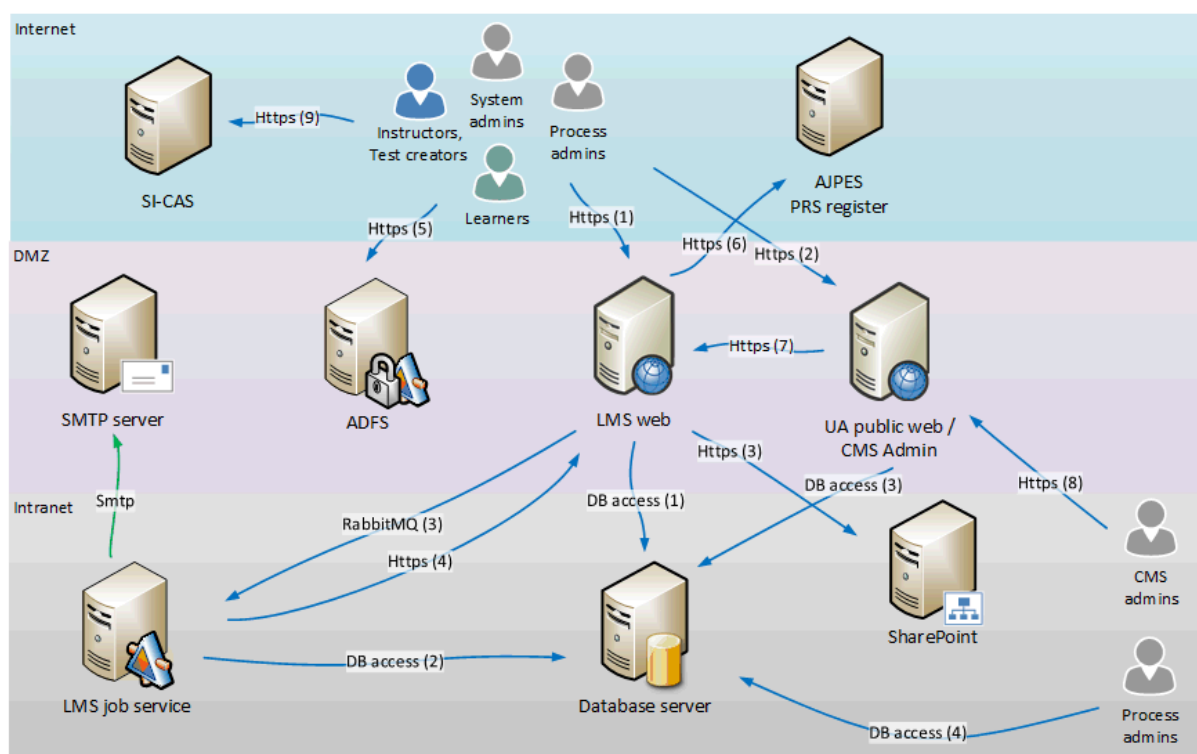 Internet
System
admins
Https (9)
Instructors,
Test creators
Process
admins
SI-CAS
AJPES
PRS register
Learners
Https (5)
Https (1)
Https (6)
Https (2)
DMZ
Https (7)
SMTP server
ADFS
LMS web
UA public web /
CMS Admin
Https (3)
DB access (3)
Https (8)
Intranet
Smtp
DB access (1)
RabbitMQ (3)
Https (4)
CMS
admins
SharePoint
DB access (2)
LMS job service
Database server
Process
admins
DB access (4)